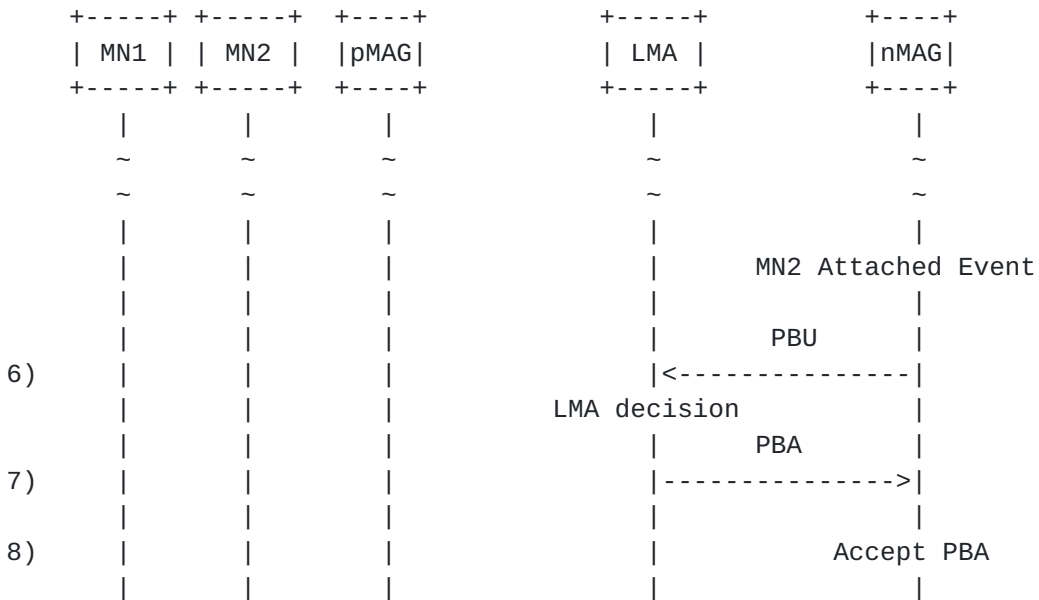 +-----+ +-----+  +----+           +-----+          +----+
| MN1 | | MN2 |  |pMAG|           | LMA |          |nMAG|
+-----+ +-----+  +----+           +-----+          +----+
   |       |        |                |                |
   ~       ~        ~                ~                ~
   ~       ~        ~                ~                ~
   |       |        |                |                |
   |       |        |                |      MN2 Attached Event
   |       |        |                |                |
   |       |        |                |       PBU      |
6)     |       |        |                |<---------------|
   |       |        |          LMA decision           |
   |       |        |                |      PBA       |
7)     |       |        |                |--------------->|
   |       |        |                |                |
8)     |       |        |                |           Accept PBA
   |       |        |                |                |